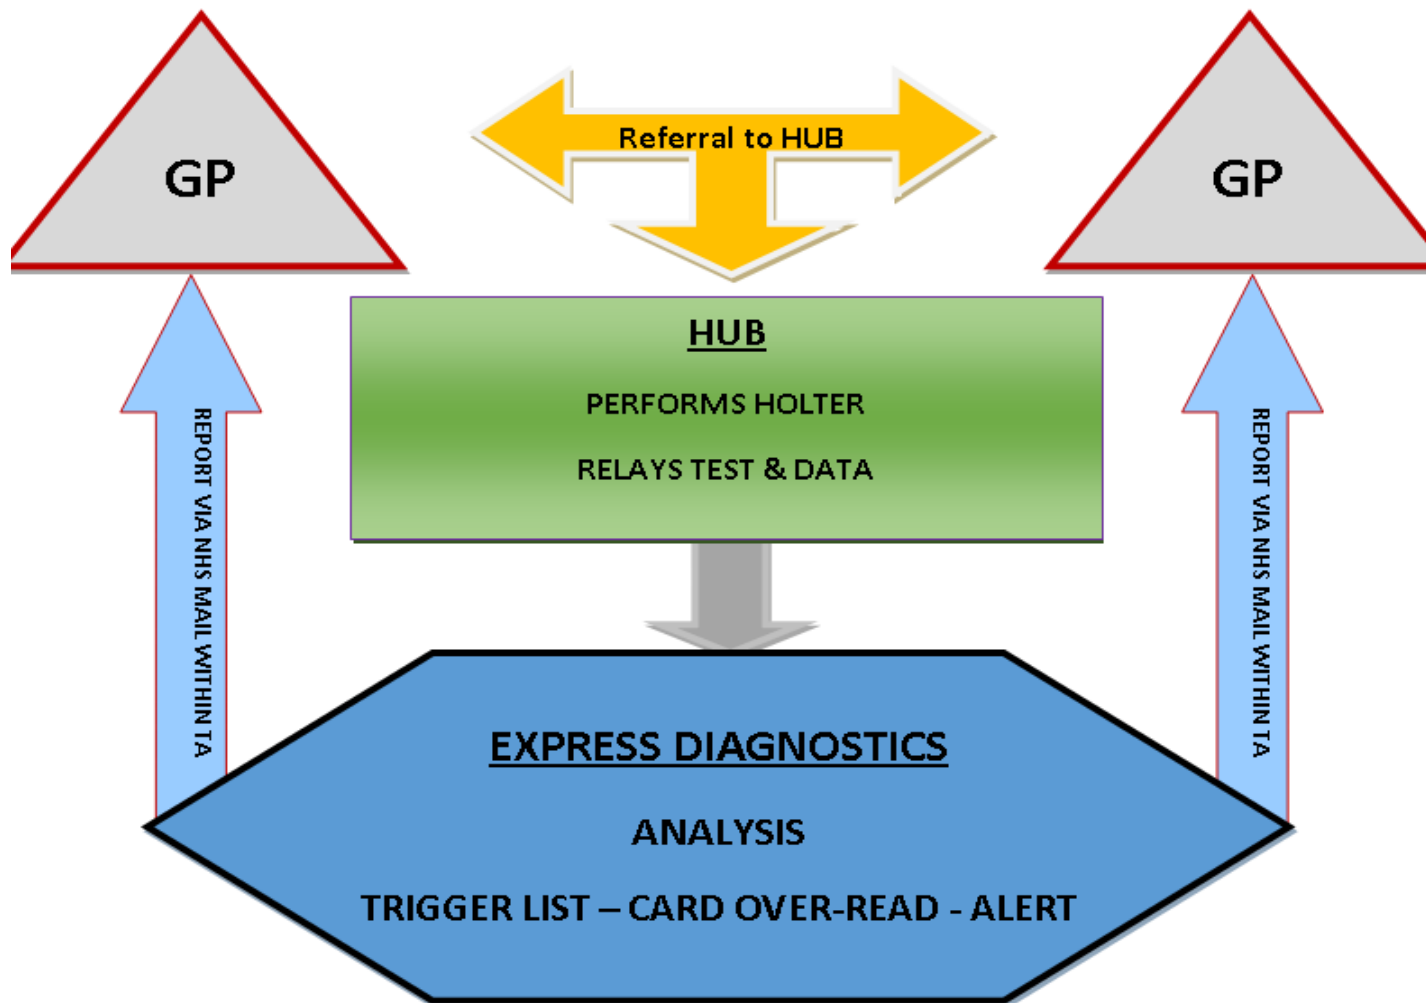 GP
Referral to HUB
GP
HUB
PERFORMS HOLTER
RELAYS TEST & DATA
REPORT VIA NHS MAIL WITHIN TA
REPORT VIA NHS MAIL WITHIN TA
EXPRESS DIAGNOSTICS
ANALYSIS
TRIGGER LIST – CARD OVER-READ - ALERT